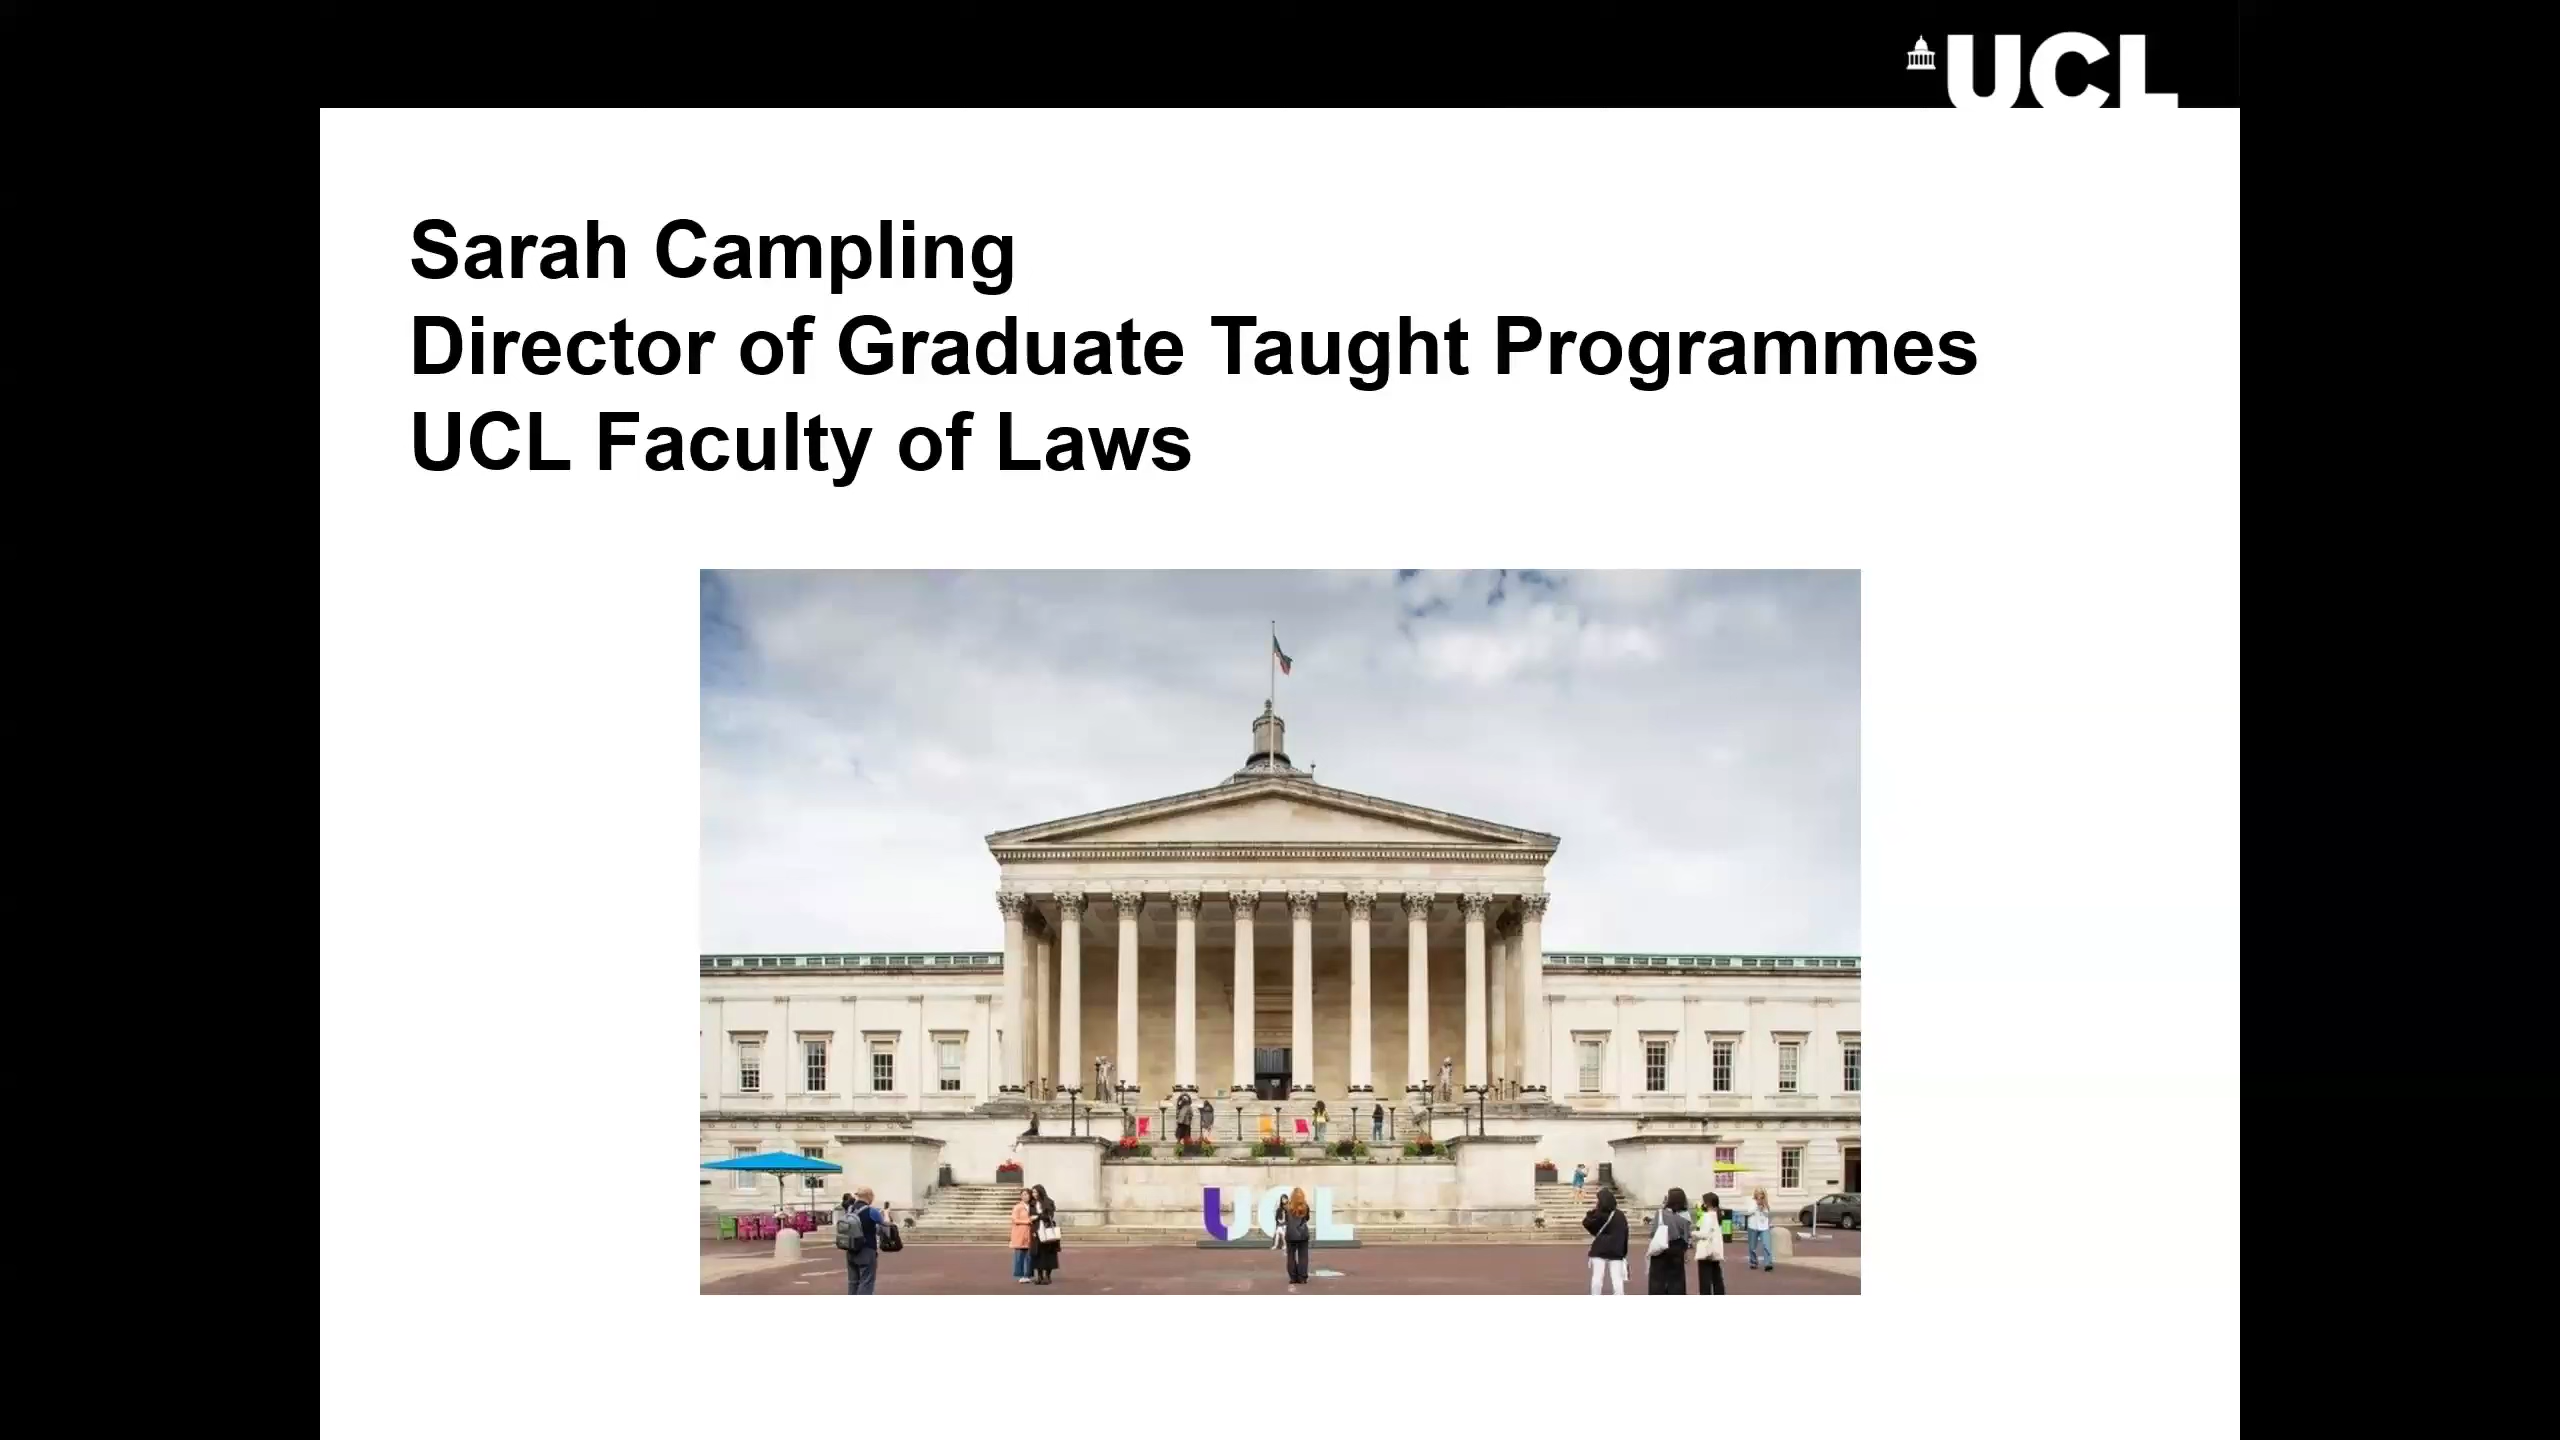 UCL
Sarah Campling
Director of Graduate Taught Programmes
UCL Faculty of Laws
UCL